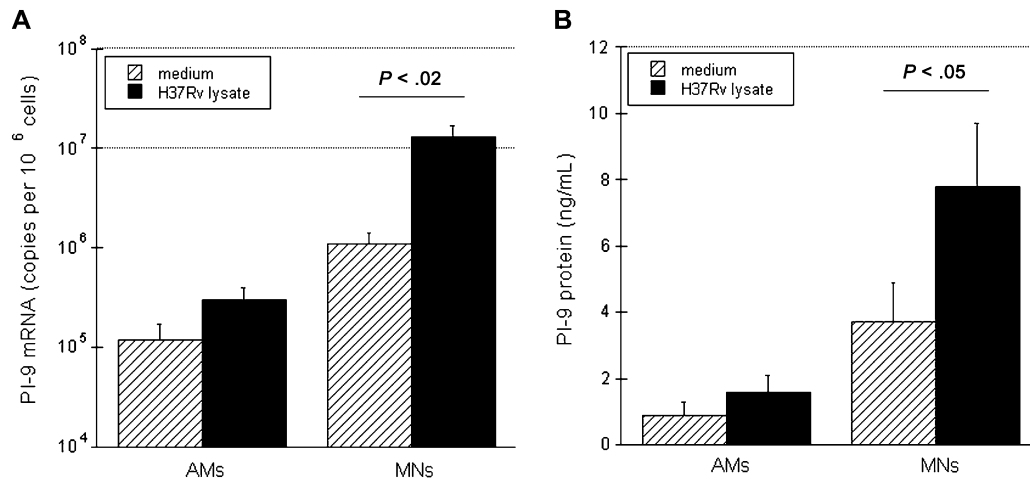 A
PI-9 mRNA (copies per 10^6 cells)
10^8
10^7
10^6
10^5
10^4
medium
H37Rv lysate
P < .02
AMs
MNs
B
PI-9 protein (ng/mL)
12
10
8
6
4
2
0
medium
H37Rv lysate
P < .05
AMs
MNs